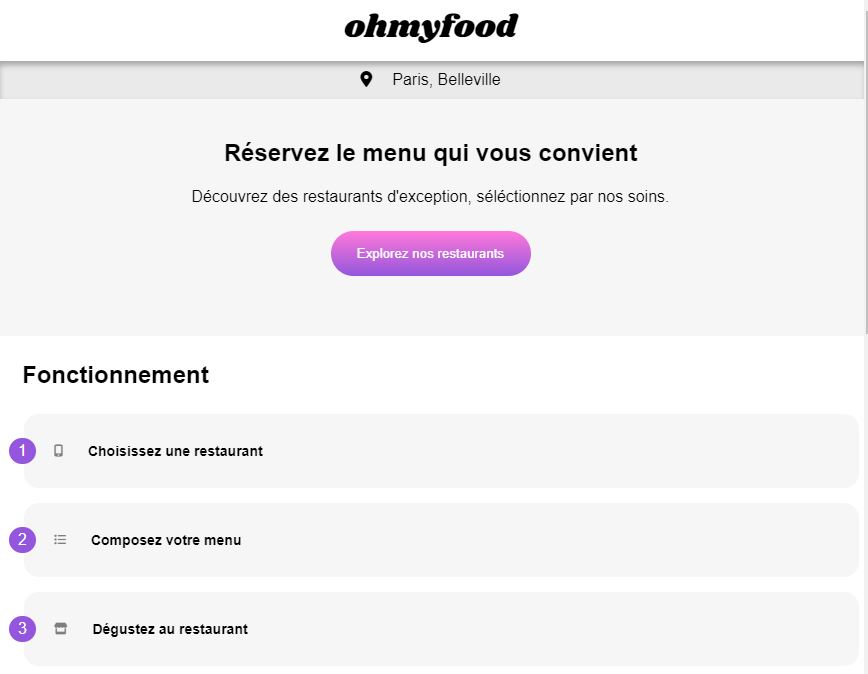 ohmyfood
Paris, Belleville
Réservez le menu qui vous convient
Découvrez des restaurants d'exception, séléctionnez par nos soins.
Explorez nos restaurants
Fonctionnement
1 Choisissez une restaurant
2 Composez votre menu
3 Dégustez au restaurant